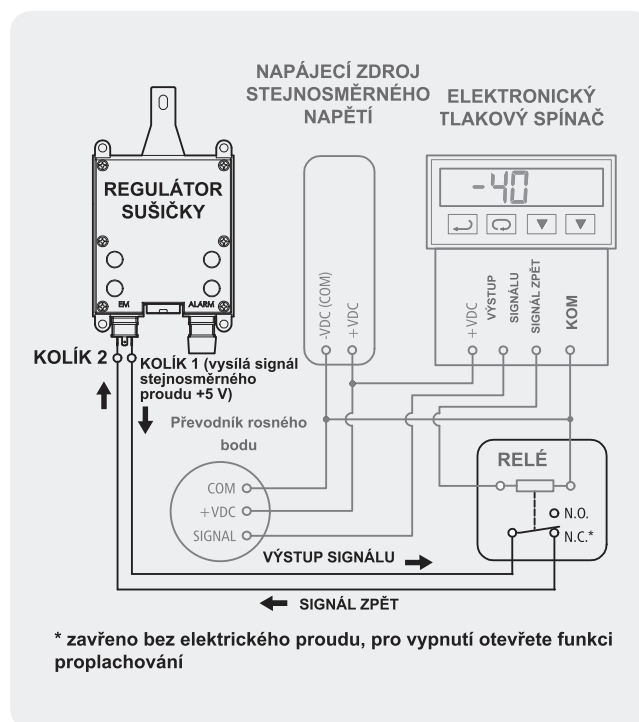 NAPÁJECÍ ZDROJ
STEJNOSMĚRNÉHO
NAPĚTÍ
ELEKTRONICKÝ
TLAKOVÝ SPÍNAČ
REGULÁTOR
SUŠIČKY
-40
EM
ALARM
-VDC (COM)
+VDC
+VDC
VÝSTUP
SIGNÁLU
SIGNÁL ZPĚT
KOM
KOLÍK 2
KOLÍK 1 (vysílá signál
stejnosměrného
proudu +5 V)
Převodník rosného
bodu
COM
+VDC
SIGNAL
RELÉ
N.O.
N.C.*
VÝSTUP SIGNÁLU
SIGNÁL ZPĚT
* zavřeno bez elektrického proudu, pro vypnutí otevřete funkci
proplachování